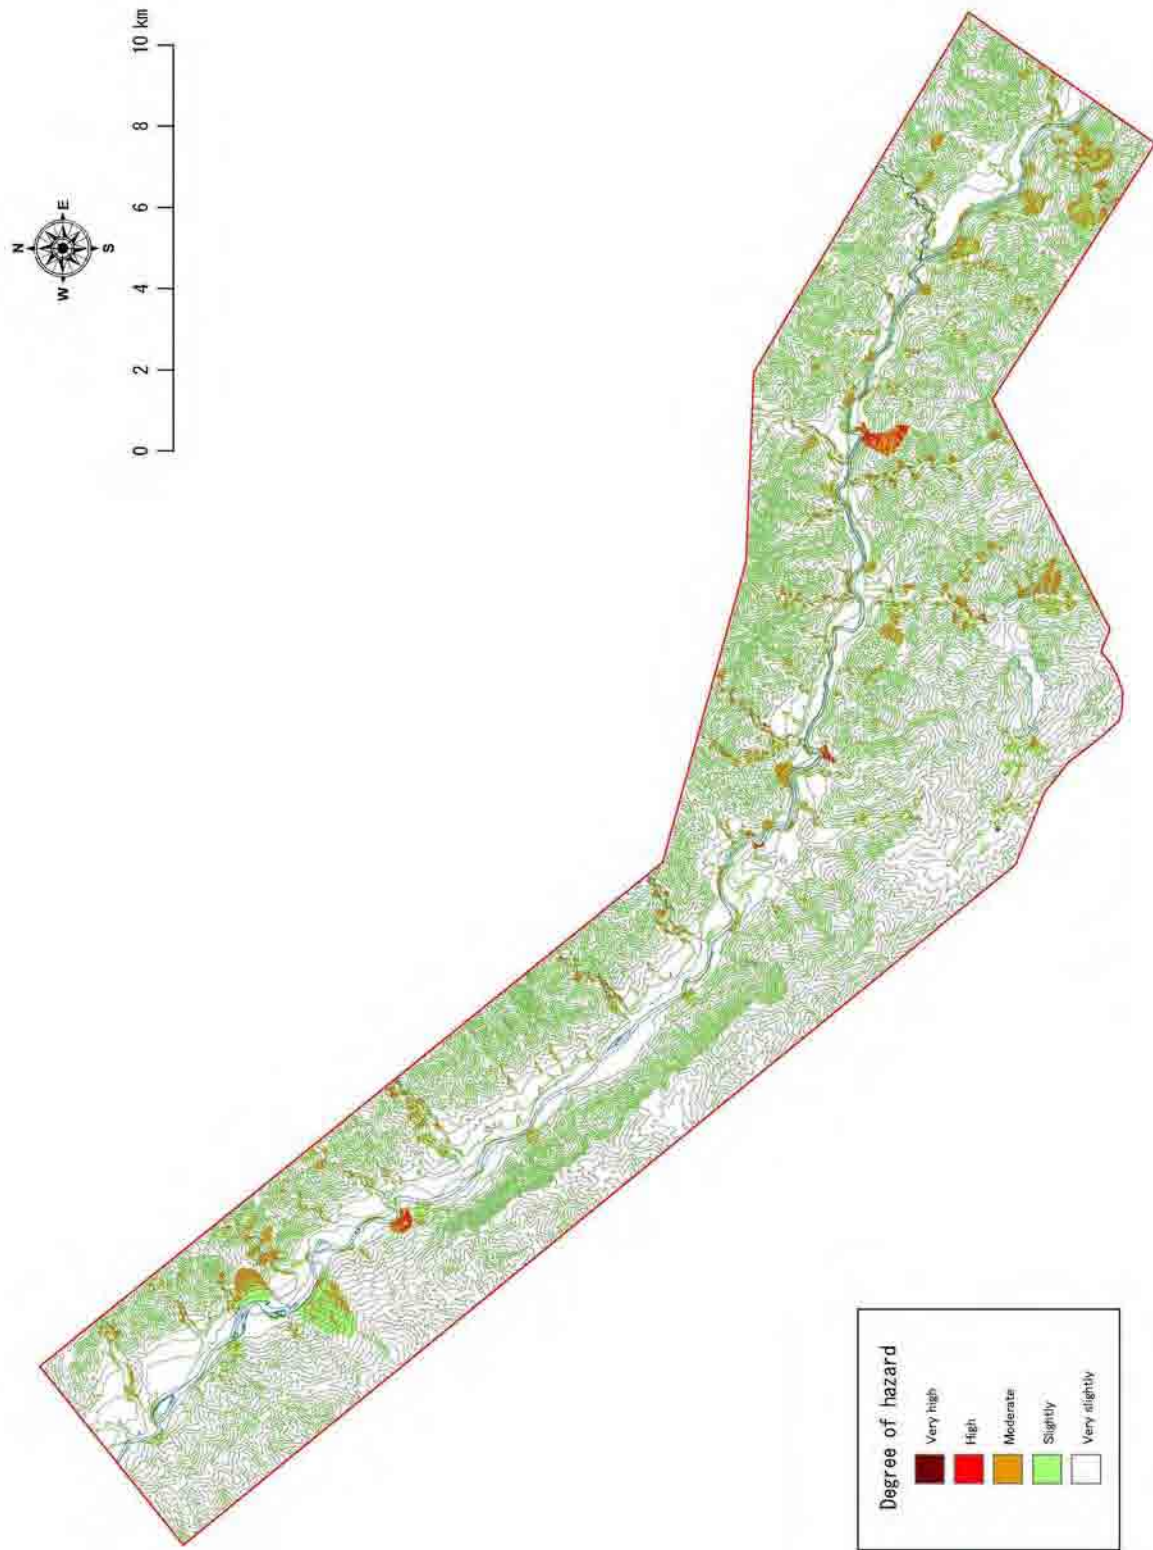 N
W E
S
0 2 4 6 8 10 km
Degree of hazard
Very high
High
Moderate
Slightly
Very slightly